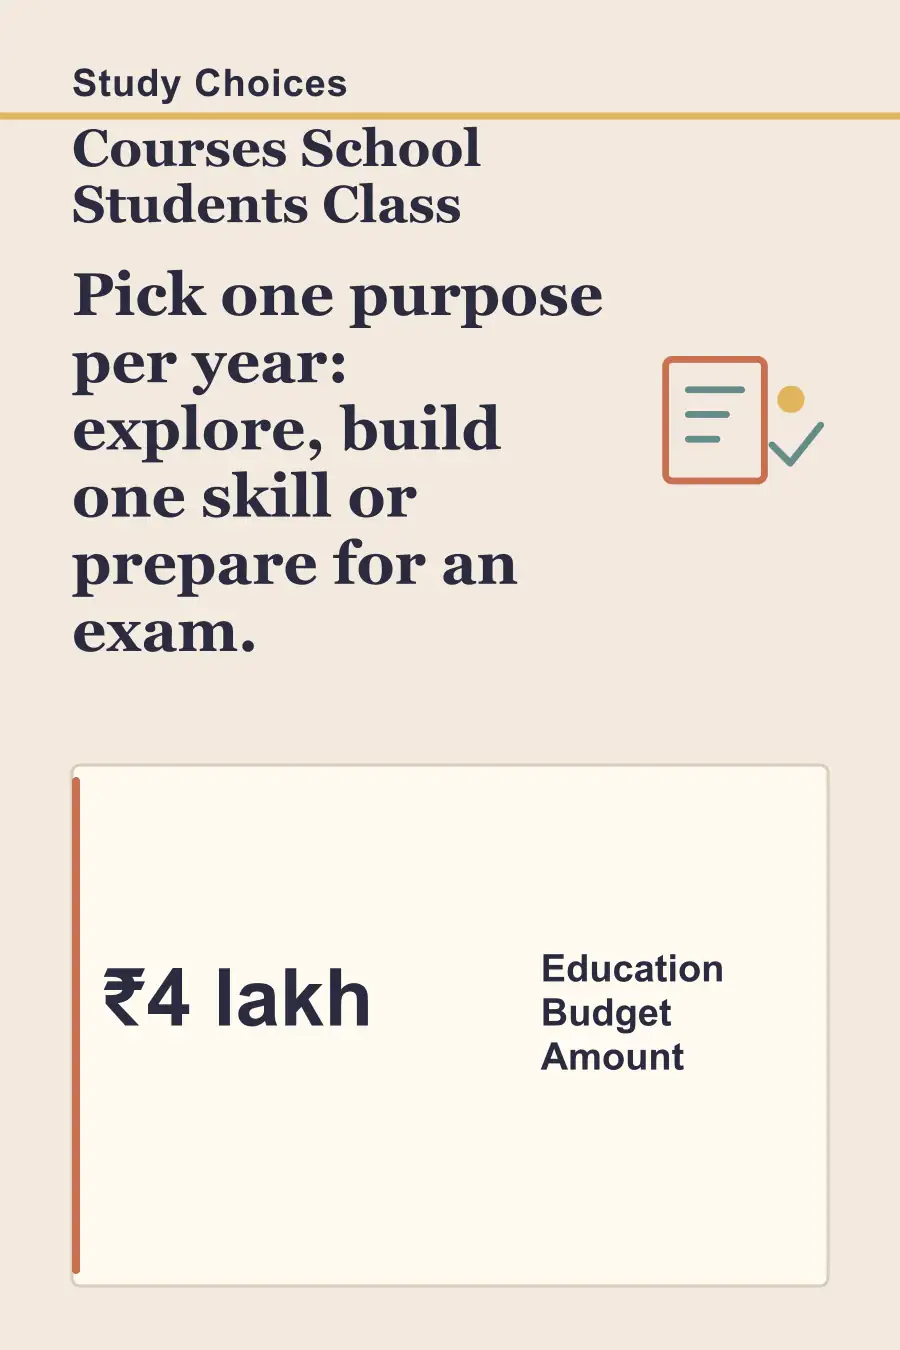 Study Choices
Courses School
Students Class
Pick one purpose
per year:
explore, build
one skill or
prepare for an
exam.
₹4 lakh
Education
Budget
Amount